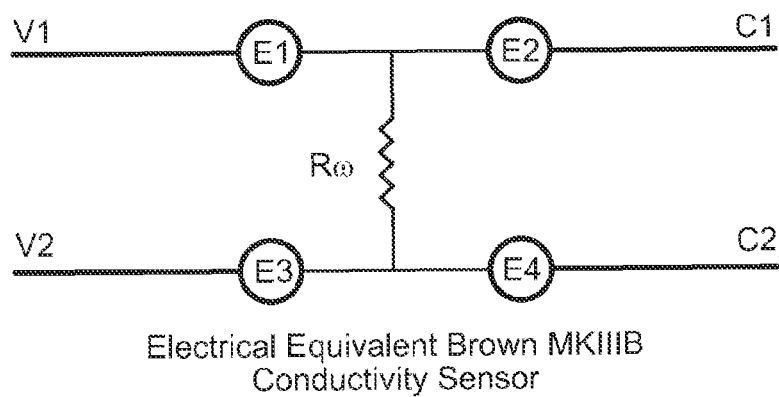 V1
E1
E2
C1
Rω
V2
E3
E4
C2
Electrical Equivalent Brown MKIIIB
Conductivity Sensor